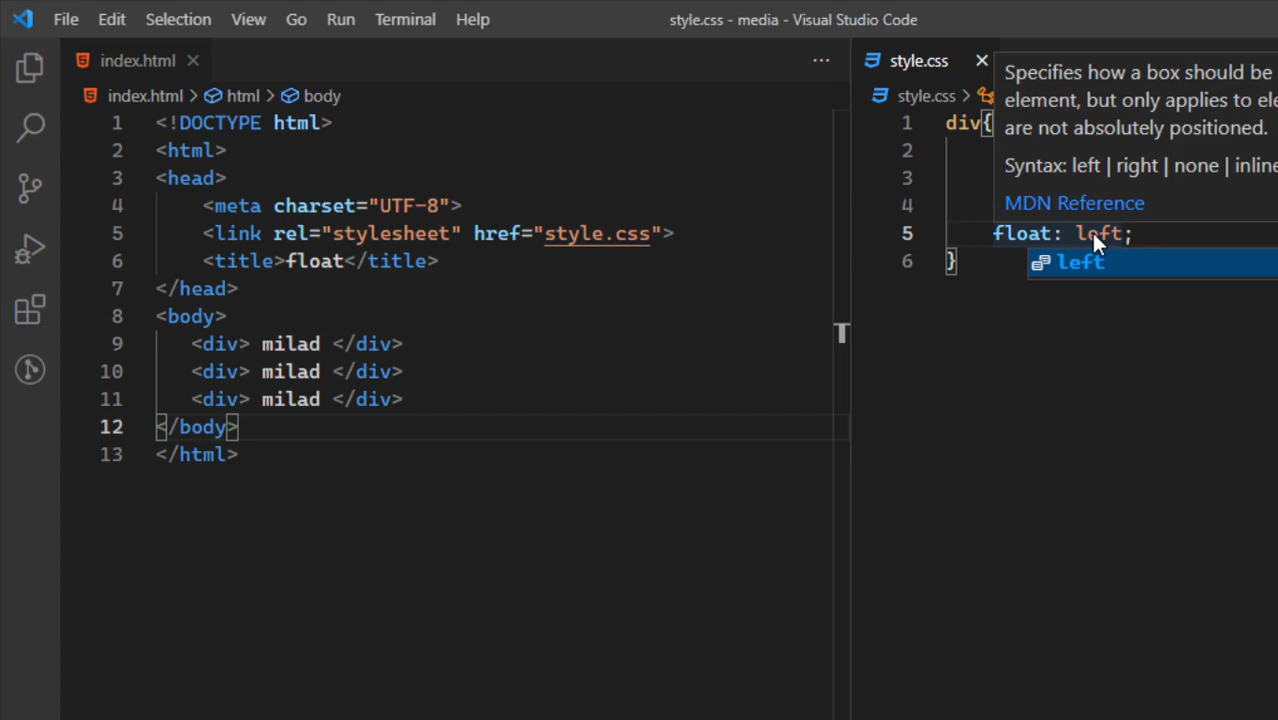 File Edit Selection View Go Run Terminal Help
style.css - media - Visual Studio Code
index.html
index.html > html > body
1 <!DOCTYPE html>
2 <html>
3 <head>
4 <meta charset="UTF-8">
5 <link rel="stylesheet" href="style.css">
6 <title>float</title>
7 </head>
8 <body>
9 <div> milad </div>
10 <div> milad </div>
11 <div> milad </div>
12 </body>
13 </html>
style.css
style.css >
1 div{
2
3
4
5 float: left;
6 }
Specifies how a box should be
element, but only applies to ele
are not absolutely positioned.
Syntax: left | right | none | inline
MDN Reference
left